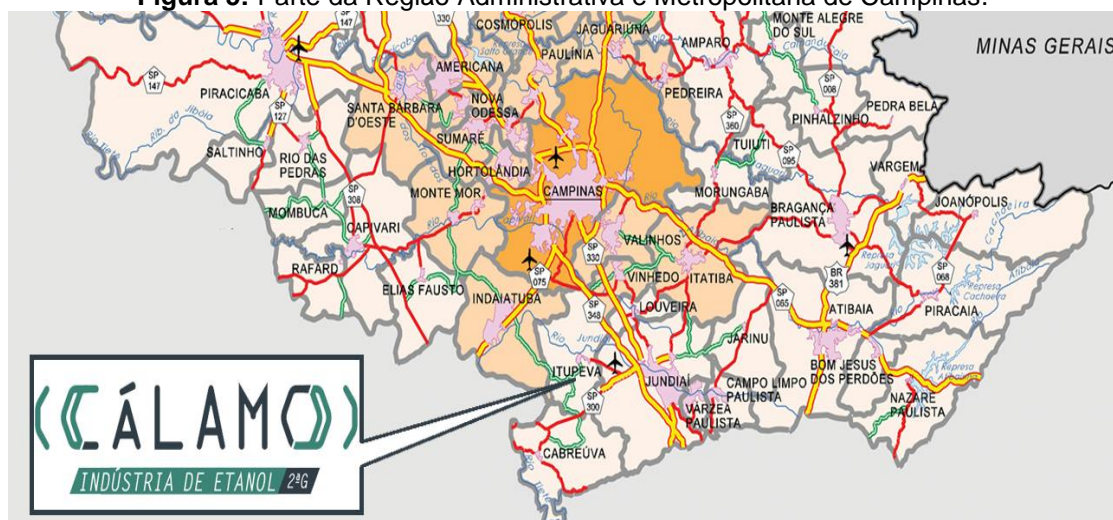 Figura 5: Parte da Região Administrativa e Metropolitana de Campinas.
SP
147
330
COSMÓPOLIS
JAGUARIÚNA
MONTE ALEGRE
DO SUL
MINAS GERAIS
AMERICANA
PAULÍNIA
AMPARO
SP
147
PIRACICABA
SP
127
SANTA BÁRBARA
D'OESTE
NOVA
ODESSA
PEDREIRA
SP
008
PEDRA BELA
SP
360
PINHALZINHO
SALTINHO
RIO DAS
PEDRAS
SUMARÉ
TUIUTI
SP
095
VARGEM
HORTOLÂNDIA
MONTE MOR
CAMPINAS
MORUNGABA
BRAGANÇA
PAULISTA
JOANÓPOLIS
MOMBUCA
SP
308
CAPIVARI
RAFARD
ELIAS FAUSTO
VALINHOS
SP
330
SP
075
VINHEDO
ITATIBA
BR
381
SP
068
INDAIATUBA
SP
348
LOUVEIRA
SP
065
ATIBAIA
PIRACAIA
JARINU
ITUPEVA
JUNDIAÍ
CAMPO LIMPO
PAULISTA
BOM JESUS
DOS PERDÕES
SP
300
VÁRZEA
PAULISTA
NAZARÉ
PAULISTA
CABREÚVA
CÁLAMO
INDÚSTRIA DE ETANOL 2ªG